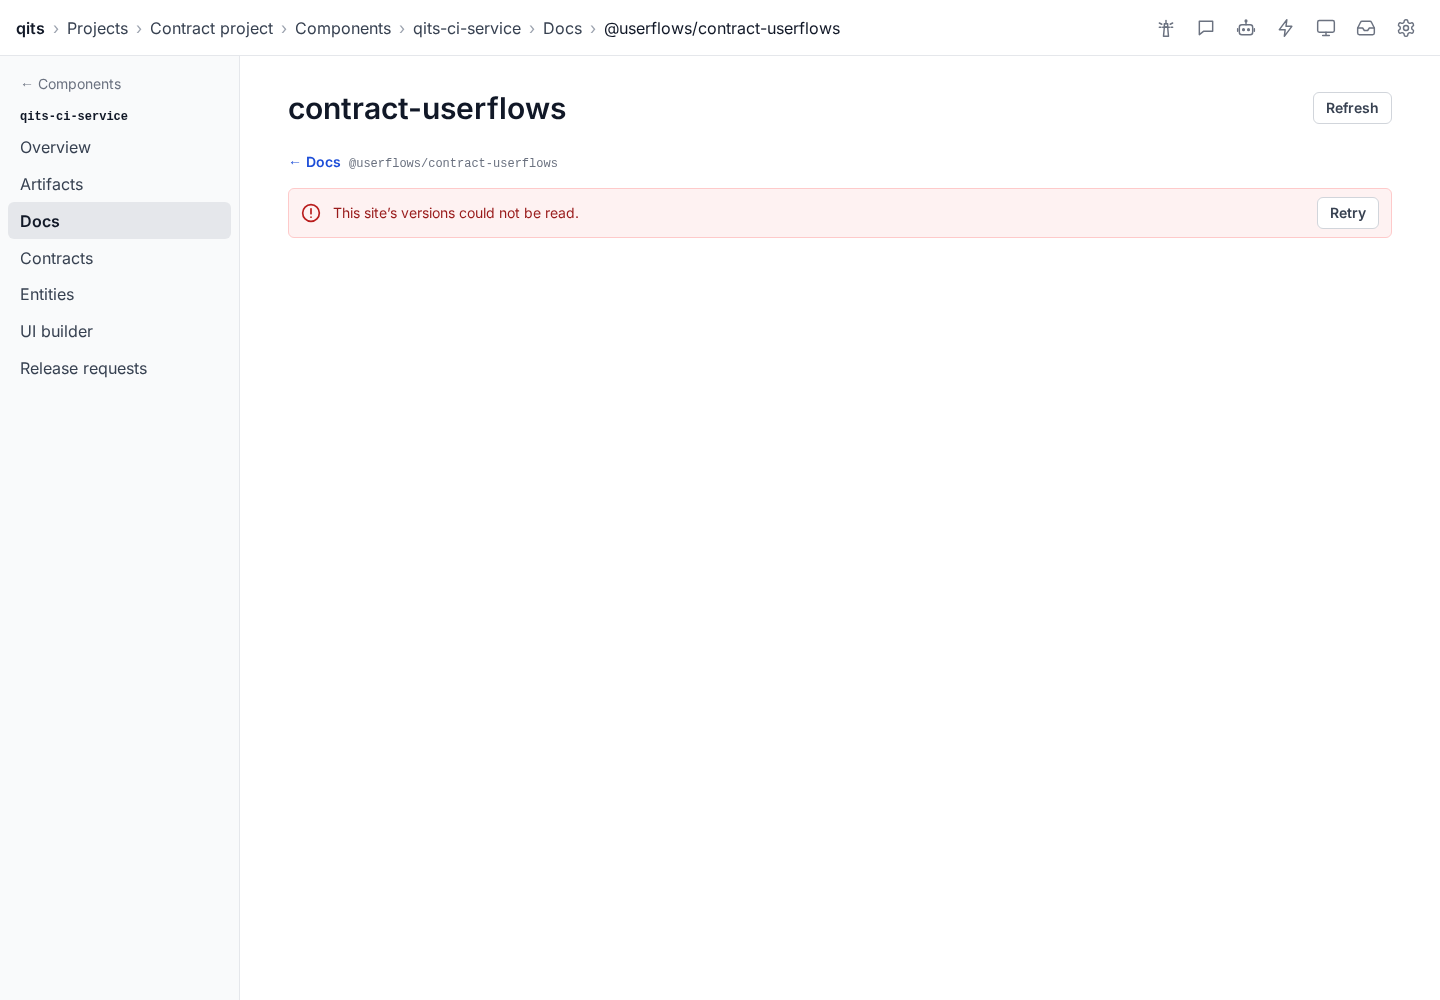 qits › Projects › Contract project › Components › qits-ci-service › Docs › @userflows/contract-userflows
← Components
qits-ci-service
Overview
Artifacts
Docs
Contracts
Entities
UI builder
Release requests
contract-userflows
Refresh
← Docs @userflows/contract-userflows
This site’s versions could not be read.
Retry